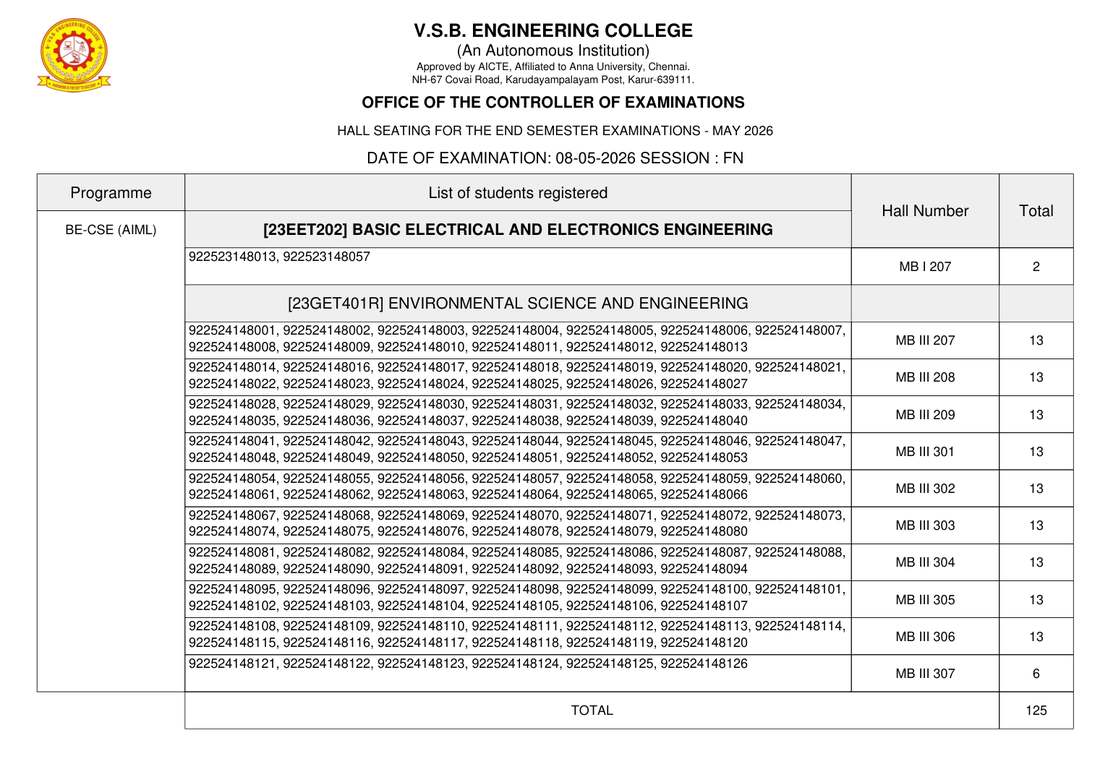 V.S.B. ENGINEERING COLLEGE
(An Autonomous Institution)
Approved by AICTE, Affiliated to Anna University, Chennai.
NH-67 Covai Road, Karudayampalayam Post, Karur-639111.
OFFICE OF THE CONTROLLER OF EXAMINATIONS
HALL SEATING FOR THE END SEMESTER EXAMINATIONS - MAY 2026
DATE OF EXAMINATION: 08-05-2026 SESSION : FN
Programme List of students registered Hall Number Total
BE-CSE (AIML) [23EET202] BASIC ELECTRICAL AND ELECTRONICS ENGINEERING
922523148013, 922523148057 MB I 207 2
[23GET401R] ENVIRONMENTAL SCIENCE AND ENGINEERING
922524148001, 922524148002, 922524148003, 922524148004, 922524148005, 922524148006, 922524148007,
922524148008, 922524148009, 922524148010, 922524148011, 922524148012, 922524148013 MB III 207 13
922524148014, 922524148016, 922524148017, 922524148018, 922524148019, 922524148020, 922524148021,
922524148022, 922524148023, 922524148024, 922524148025, 922524148026, 922524148027 MB III 208 13
922524148028, 922524148029, 922524148030, 922524148031, 922524148032, 922524148033, 922524148034,
922524148035, 922524148036, 922524148037, 922524148038, 922524148039, 922524148040 MB III 209 13
922524148041, 922524148042, 922524148043, 922524148044, 922524148045, 922524148046, 922524148047,
922524148048, 922524148049, 922524148050, 922524148051, 922524148052, 922524148053 MB III 301 13
922524148054, 922524148055, 922524148056, 922524148057, 922524148058, 922524148059, 922524148060,
922524148061, 922524148062, 922524148063, 922524148064, 922524148065, 922524148066 MB III 302 13
922524148067, 922524148068, 922524148069, 922524148070, 922524148071, 922524148072, 922524148073,
922524148074, 922524148075, 922524148076, 922524148078, 922524148079, 922524148080 MB III 303 13
922524148081, 922524148082, 922524148084, 922524148085, 922524148086, 922524148087, 922524148088,
922524148089, 922524148090, 922524148091, 922524148092, 922524148093, 922524148094 MB III 304 13
922524148095, 922524148096, 922524148097, 922524148098, 922524148099, 922524148100, 922524148101,
922524148102, 922524148103, 922524148104, 922524148105, 922524148106, 922524148107 MB III 305 13
922524148108, 922524148109, 922524148110, 922524148111, 922524148112, 922524148113, 922524148114,
922524148115, 922524148116, 922524148117, 922524148118, 922524148119, 922524148120 MB III 306 13
922524148121, 922524148122, 922524148123, 922524148124, 922524148125, 922524148126 MB III 307 6
TOTAL 125